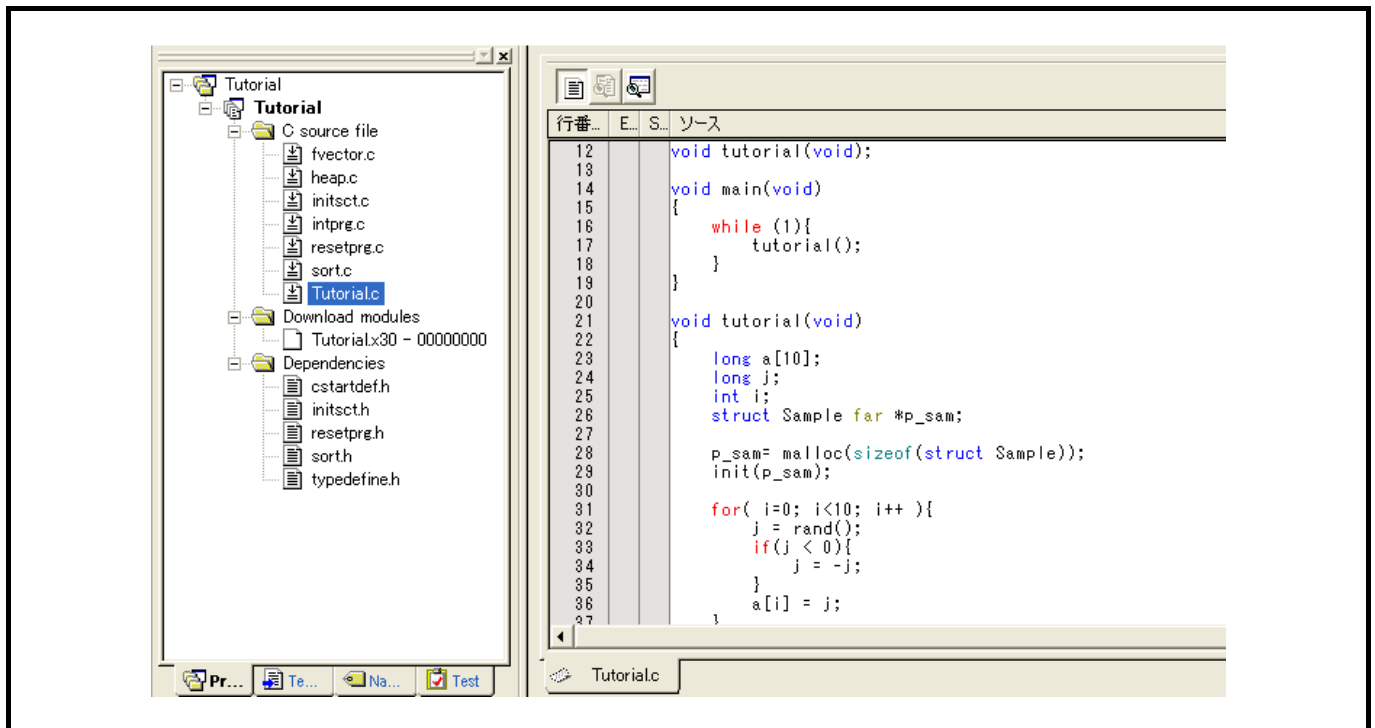 Tutorial
Tutorial
C source file
fvector.c
heap.c
initsct.c
intprg.c
resetprg.c
sort.c
Tutorial.c
Download modules
Tutorial.x30 - 00000000
Dependencies
cstartdef.h
initsct.h
resetprg.h
sort.h
typedefine.h
Pr... Te... Na... Test
行番... E... S... ソース
12 void tutorial(void);
13
14 void main(void)
15 {
16 while (1){
17 tutorial();
18 }
19 }
20
21 void tutorial(void)
22 {
23 long a[10];
24 long j;
25 int i;
26 struct Sample far *p_sam;
27
28 p_sam= malloc(sizeof(struct Sample));
29 init(p_sam);
30
31 for( i=0; i<10; i++ ){
32 j = rand();
33 if(j < 0){
34 j = -j;
35 }
36 a[i] = j;
37 }
Tutorial.c